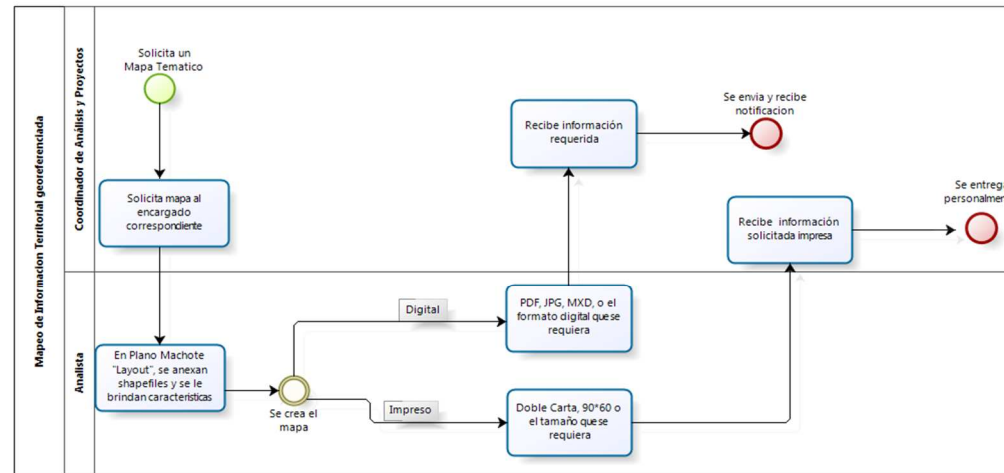 Mapeo de Informacion Territorial georeferenciada
Coordinador de Análisis y Proyectos
Solicita un
Mapa Tematico
Solicita mapa al
encargado
correspondiente
Recibe información
requerida
Se envia y recibe
notificacion
Recibe información
solicitada impresa
Se entrega
Analista
En Plano Machote
"Layout", se anexan
shapefiles y se le
brindan características
Se crea el
mapa
Digital
PDF, JPG, MXD, o el
formato digital que se
requiera
Impreso
Doble Carta, 90*60 o
el tamaño que se
requiera